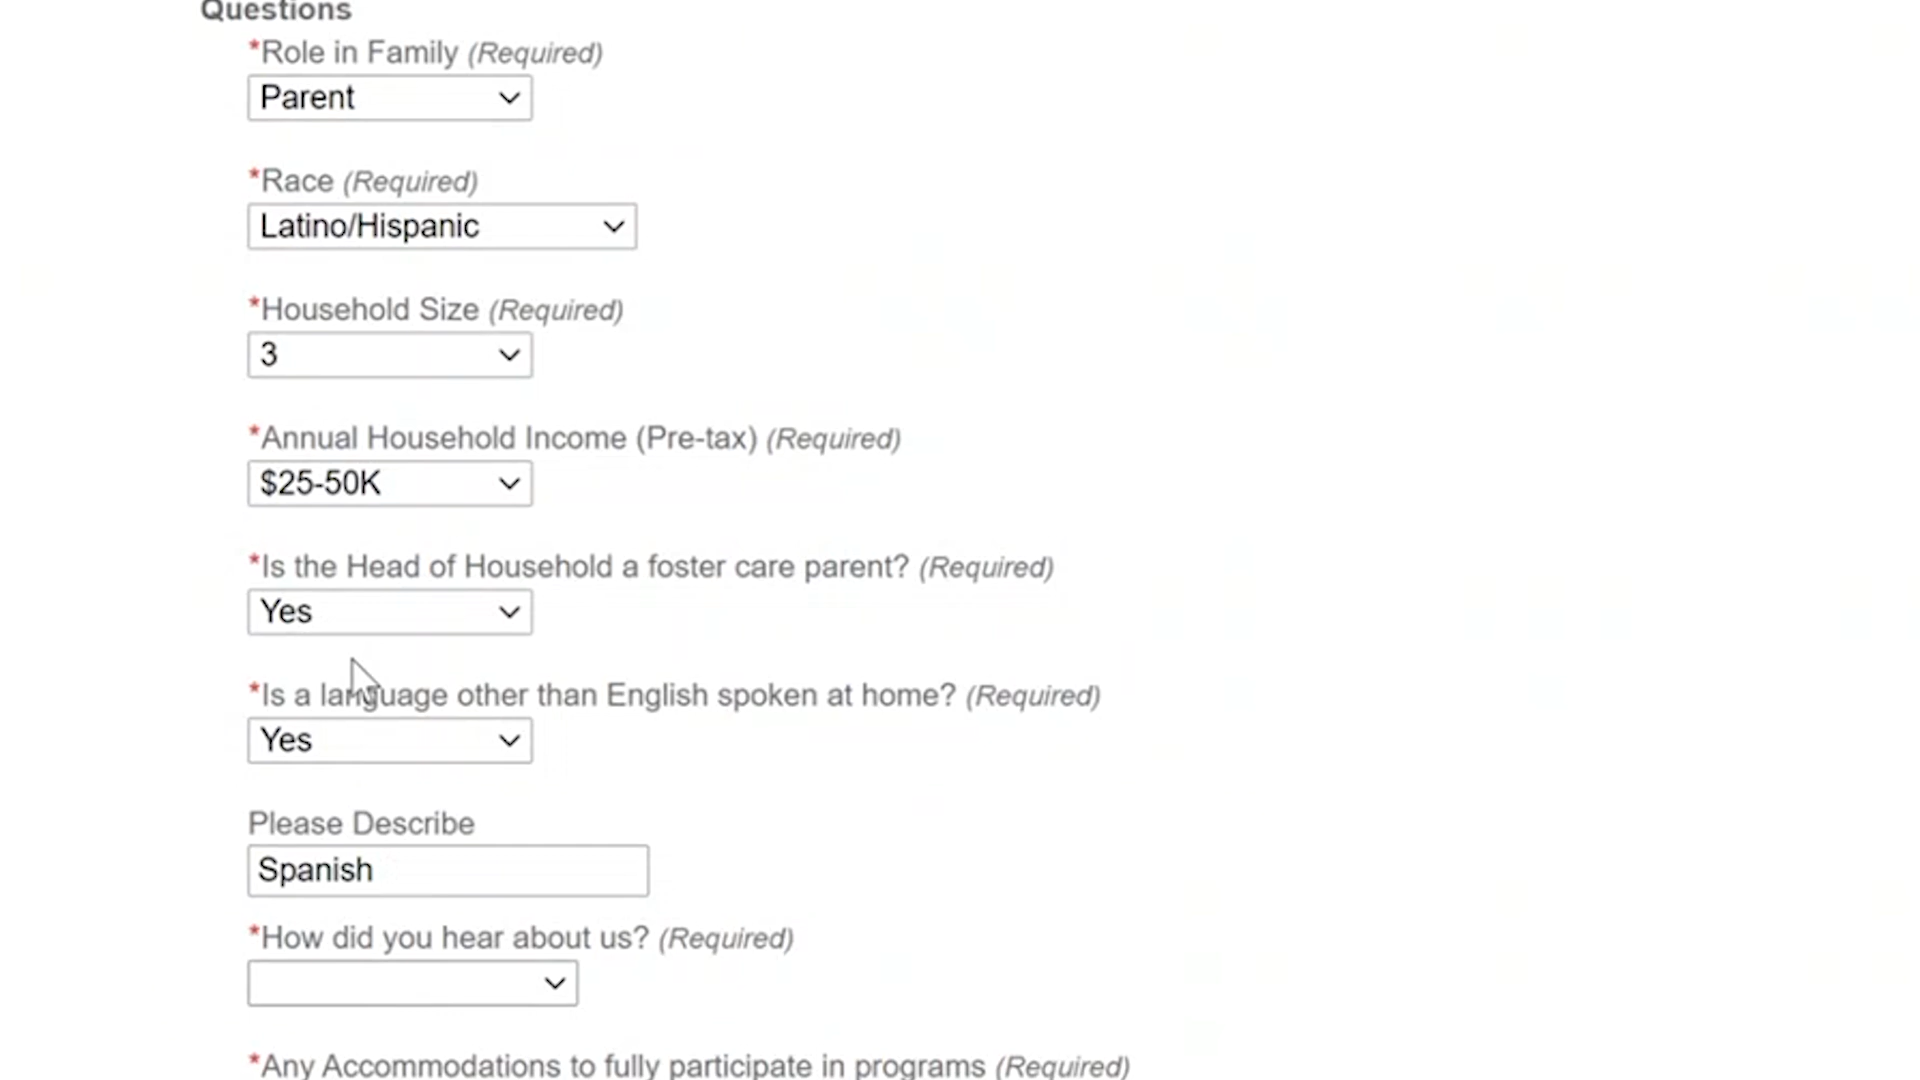 Questions
*Role in Family (Required)
Parent
*Race (Required)
Latino/Hispanic
*Household Size (Required)
3
*Annual Household Income (Pre-tax) (Required)
$25-50K
*Is the Head of Household a foster care parent? (Required)
Yes
*Is a language other than English spoken at home? (Required)
Yes
Please Describe
Spanish
*How did you hear about us? (Required)
*Any Accommodations to fully participate in programs (Required)